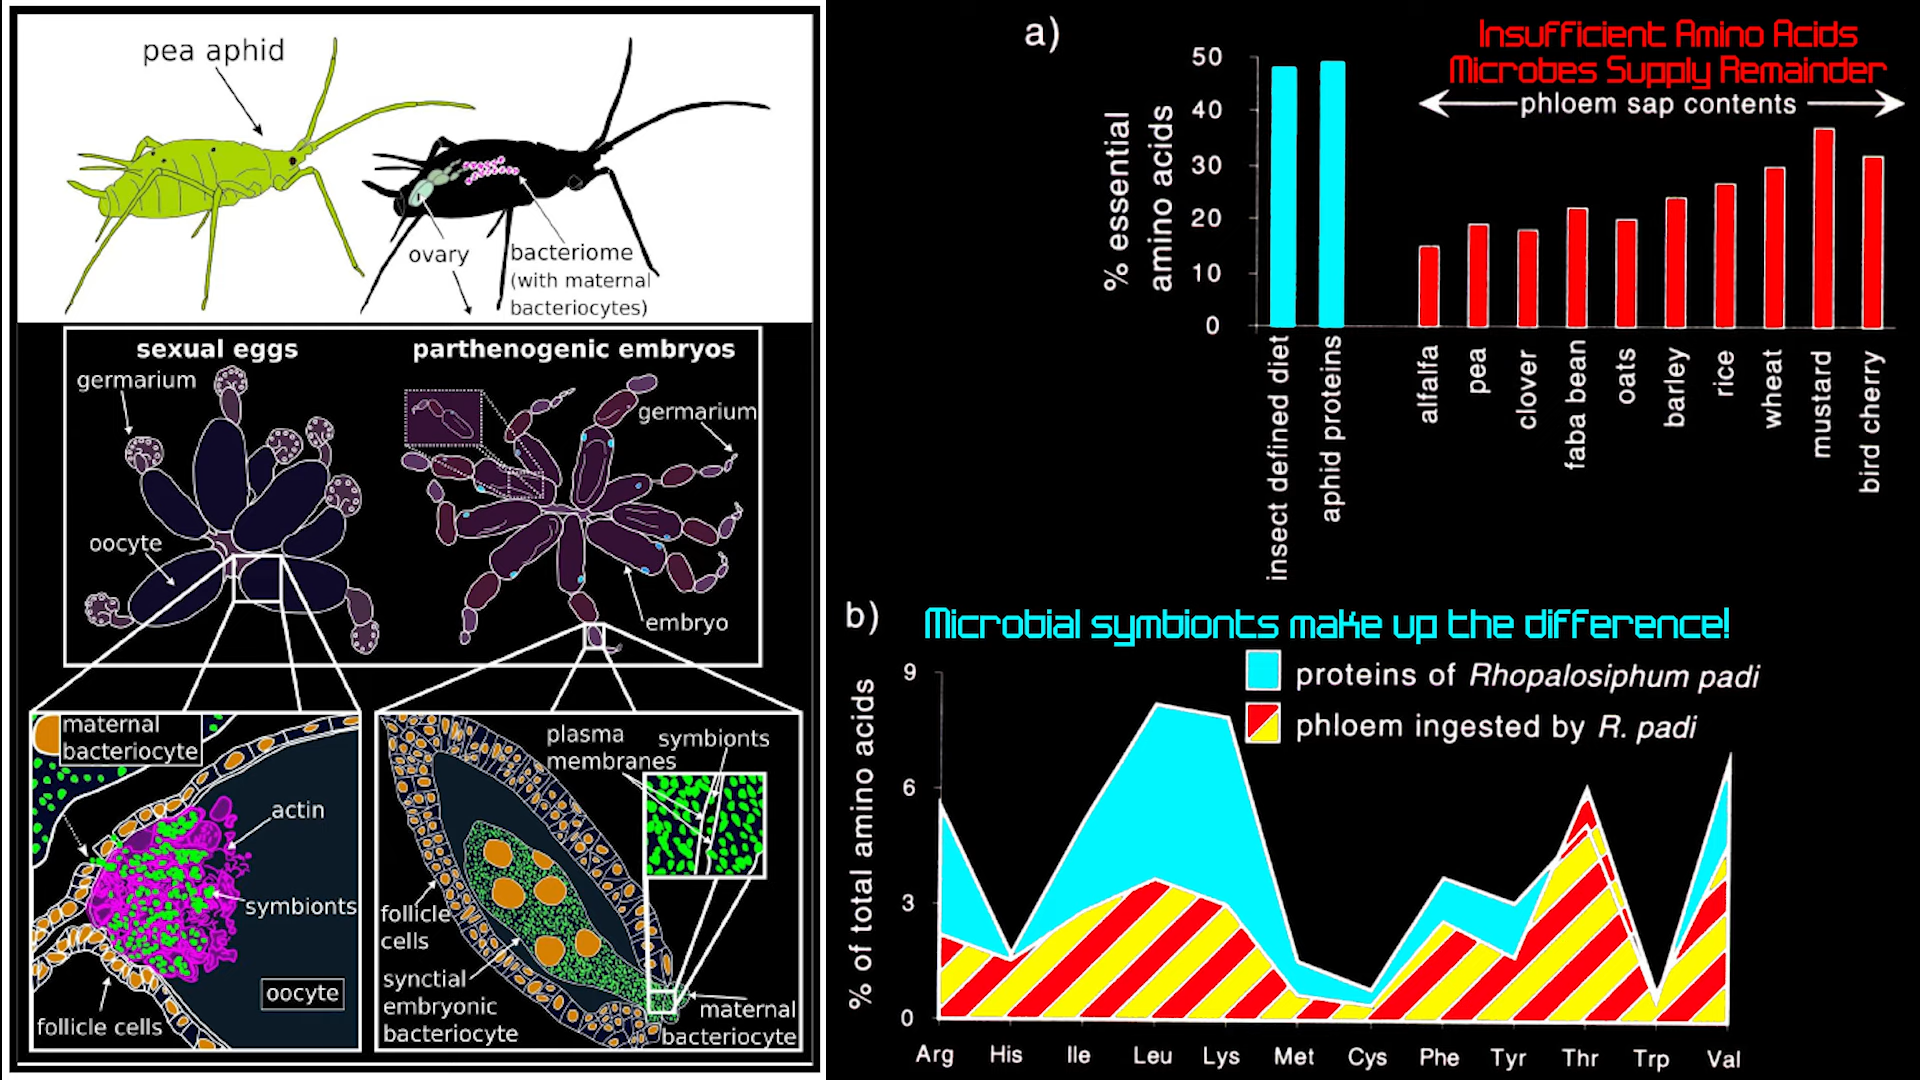 pea aphid
ovary
bacteriome
(with maternal
bacteriocytes)
sexual eggs
parthenogenic embryos
germarium
germarium
oocyte
embryo
maternal
bacteriocyte
actin
symbionts
oocyte
follicle cells
plasma
membranes
symbionts
follicle
cells
synctial
embryonic
bacteriocyte
maternal
bacteriocyte
a)
Insufficient Amino Acids
Microbes Supply Remainder
phloem sap contents
% essential
amino acids
50
40
30
20
10
0
insect defined diet
aphid proteins
alfalfa
pea
clover
faba bean
oats
barley
rice
wheat
mustard
bird cherry
b)
Microbial symbionts make up the difference!
proteins of Rhopalosiphum padi
phloem ingested by R. padi
% of total amino acids
9
6
3
0
Arg His Ile Leu Lys Met Cys Phe Tyr Thr Trp Val